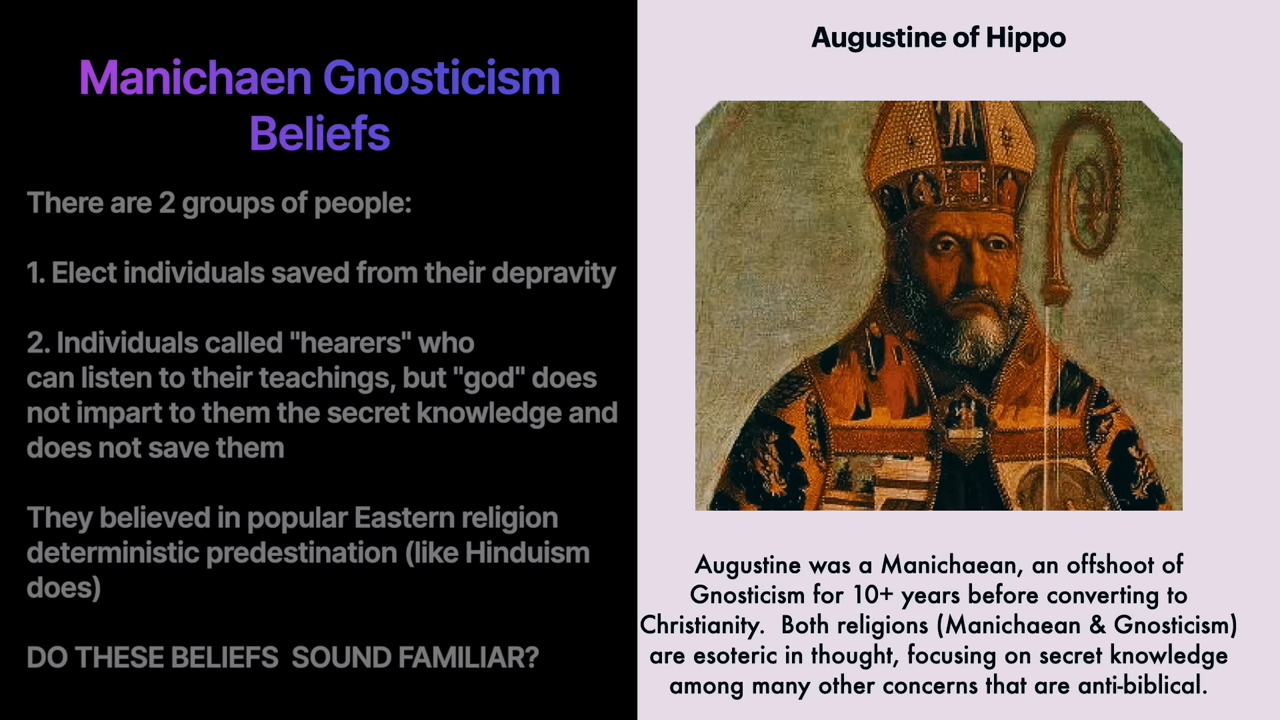 Manichaen Gnosticism
Beliefs
There are 2 groups of people:
1. Elect individuals saved from their depravity
2. Individuals called "hearers" who
can listen to their teachings, but "god" does
not impart to them the secret knowledge and
does not save them
They believed in popular Eastern religion
deterministic predestination (like Hinduism
does)
DO THESE BELIEFS  SOUND FAMILIAR?
Augustine of Hippo
Augustine was a Manichaean, an offshoot of
Gnosticism for 10+ years before converting to
Christianity.  Both religions (Manichaean & Gnosticism)
are esoteric in thought, focusing on secret knowledge
among many other concerns that are anti-biblical.